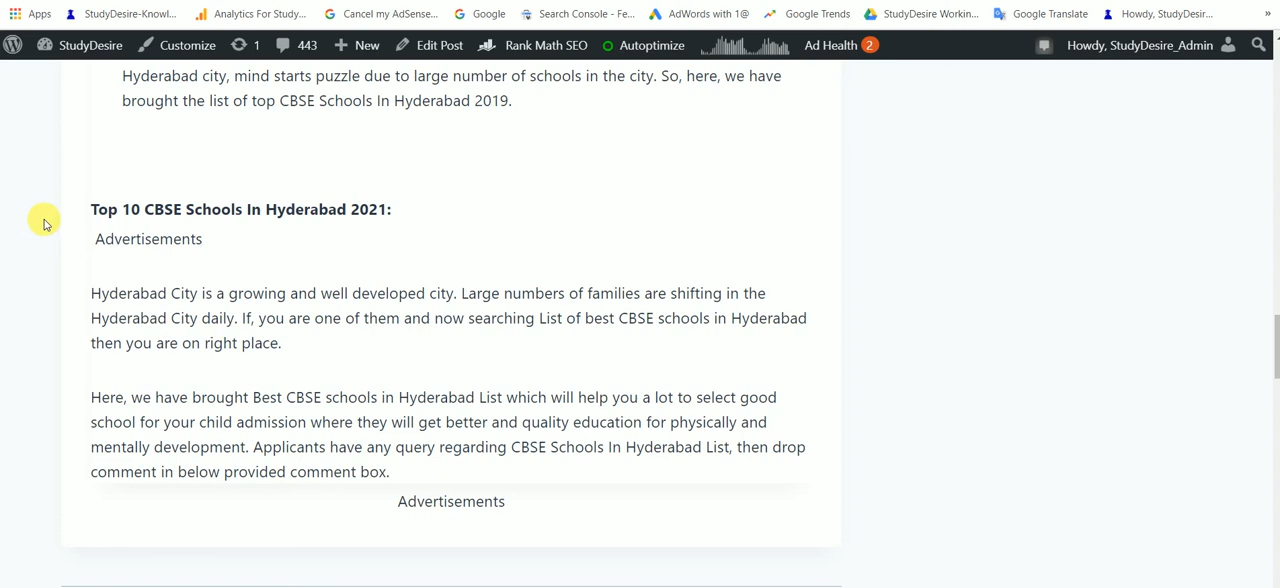 Apps StudyDesire-Knowl... Analytics For Study... Cancel my AdSense... Google Search Console - Fe... AdWords with 1@ Google Trends StudyDesire Workin... Google Translate Howdy, StudyDesir... »
StudyDesire Customize 1 443 New Edit Post Rank Math SEO Autoptimize Ad Health 2 Howdy, StudyDesire_Admin
Hyderabad city, mind starts puzzle due to large number of schools in the city. So, here, we have
brought the list of top CBSE Schools In Hyderabad 2019.
Top 10 CBSE Schools In Hyderabad 2021:
Advertisements
Hyderabad City is a growing and well developed city. Large numbers of families are shifting in the
Hyderabad City daily. If, you are one of them and now searching List of best CBSE schools in Hyderabad
then you are on right place.
Here, we have brought Best CBSE schools in Hyderabad List which will help you a lot to select good
school for your child admission where they will get better and quality education for physically and
mentally development. Applicants have any query regarding CBSE Schools In Hyderabad List, then drop
comment in below provided comment box.
Advertisements